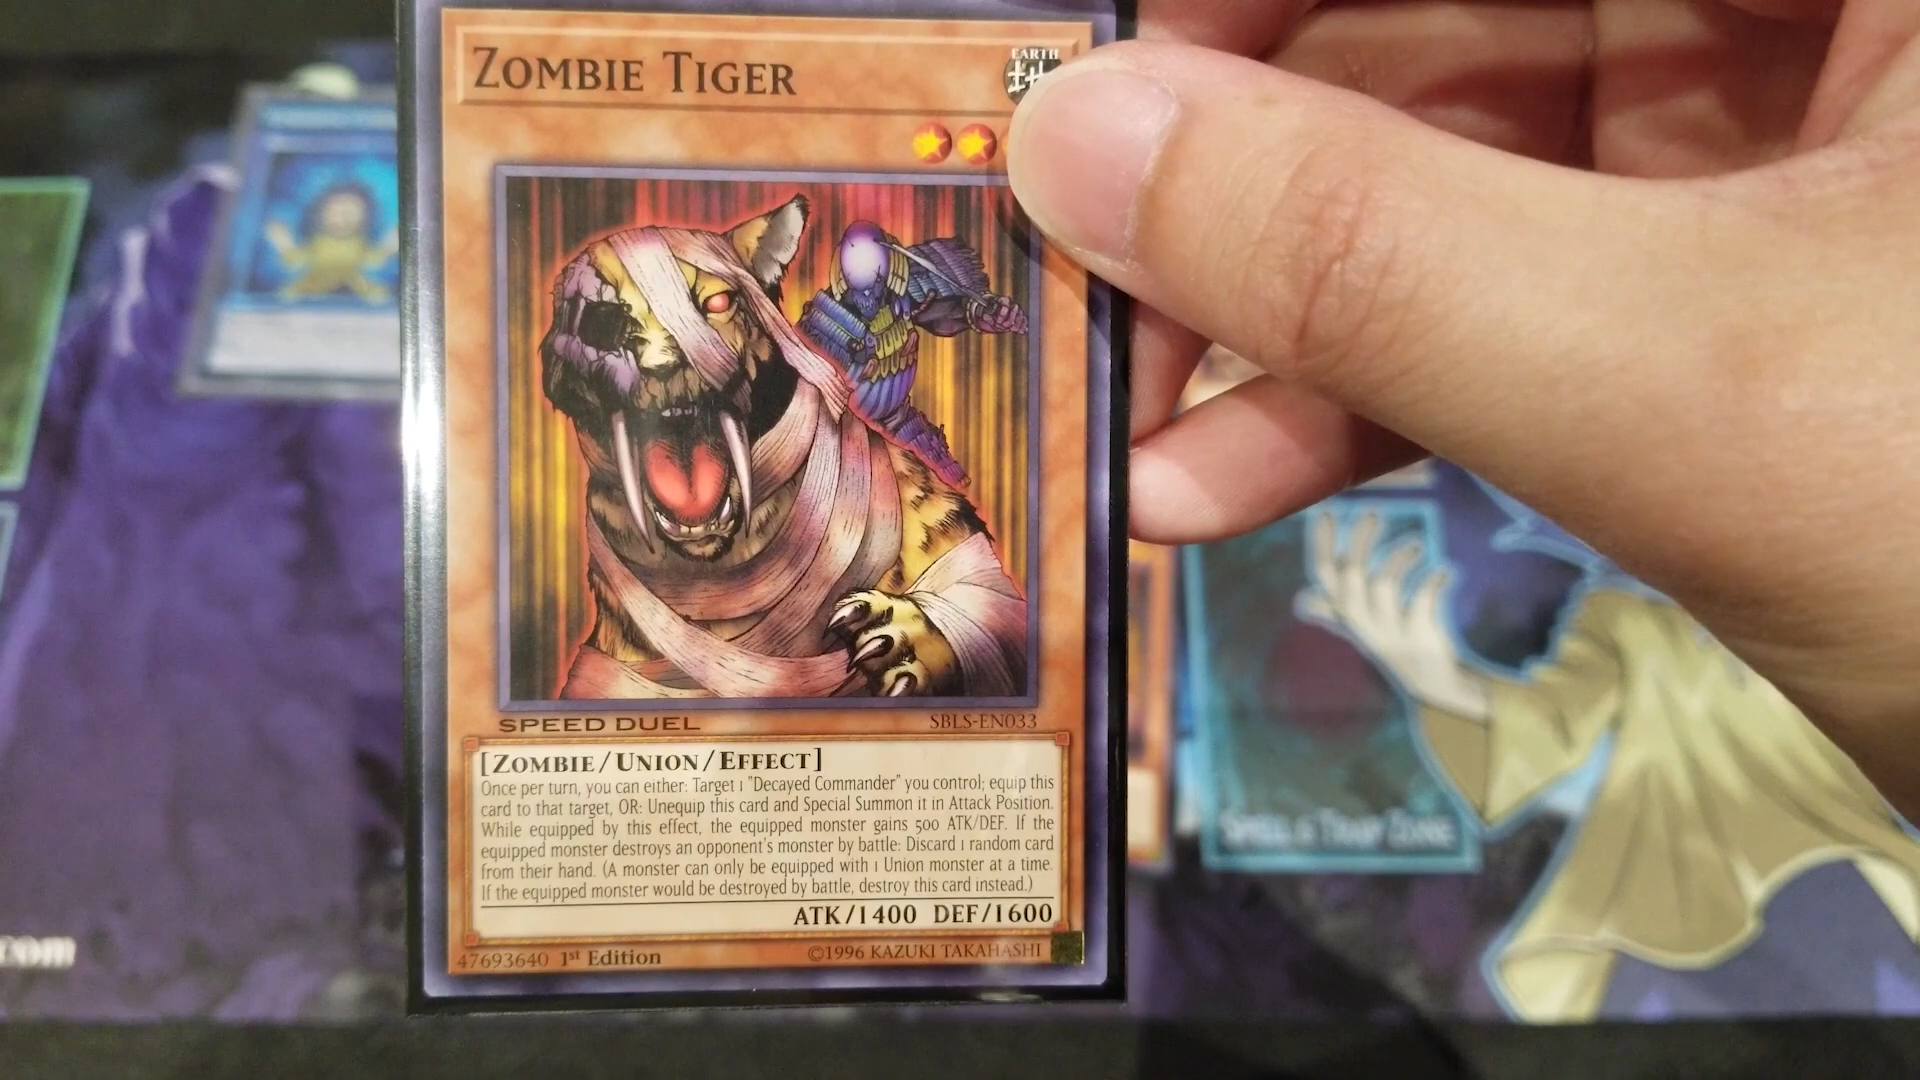 ZOMBIE TIGER
EARTH
SPEED DUEL
SBLS-EN033
[ZOMBIE/UNION/EFFECT]
Once per turn, you can either: Target 1 "Decayed Commander" you control; equip this
card to that target, OR: Unequip this card and Special Summon it in Attack Position.
While equipped by this effect, the equipped monster gains 500 ATK/DEF. If the
equipped monster destroys an opponent's monster by battle: Discard 1 random card
from their hand. (A monster can only be equipped with 1 Union monster at a time.
If the equipped monster would be destroyed by battle, destroy this card instead.)
ATK/1400 DEF/1600
47693640 1st Edition
©1996 KAZUKI TAKAHASHI
SPELL & TRAP ZONE
.com